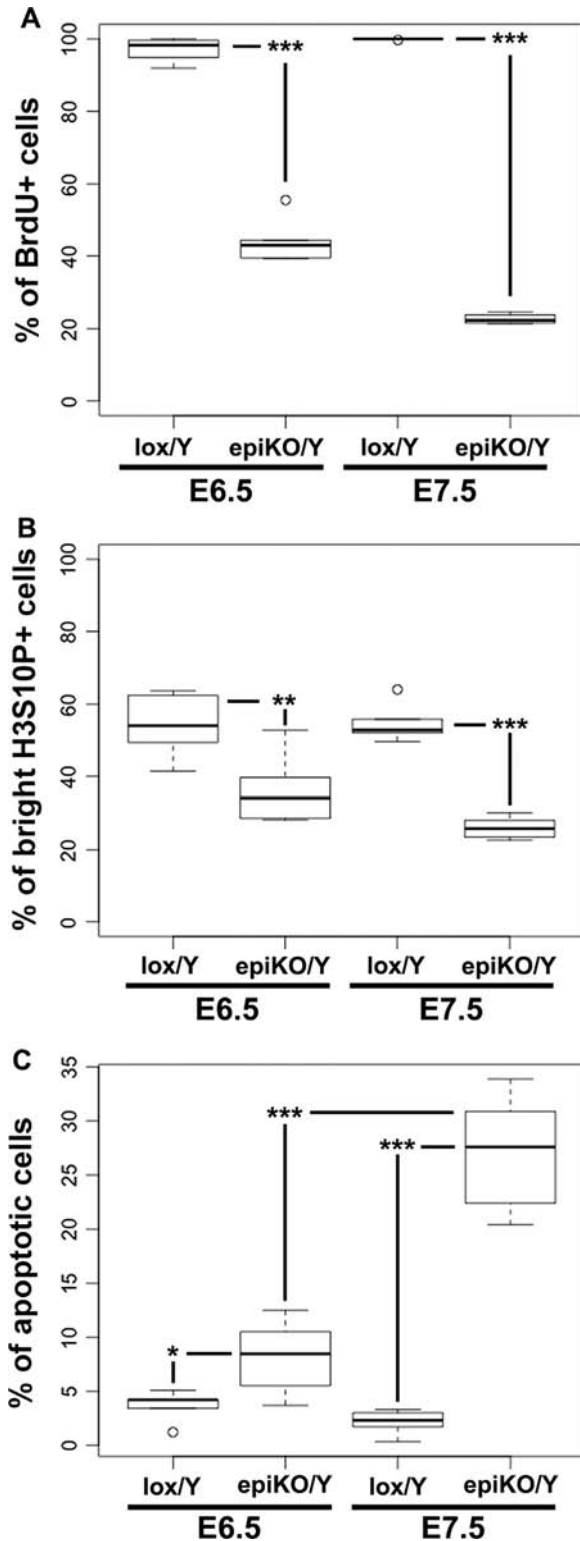 A
% of BrdU+ cells
100
80
60
40
20
0
***
***
lox/Y epiKO/Y lox/Y epiKO/Y
E6.5 E7.5
B
% of bright H3S10P+ cells
100
80
60
40
20
0
**
***
lox/Y epiKO/Y lox/Y epiKO/Y
E6.5 E7.5
C
% of apoptotic cells
35
30
25
20
15
10
5
0
***
***
*
lox/Y epiKO/Y lox/Y epiKO/Y
E6.5 E7.5